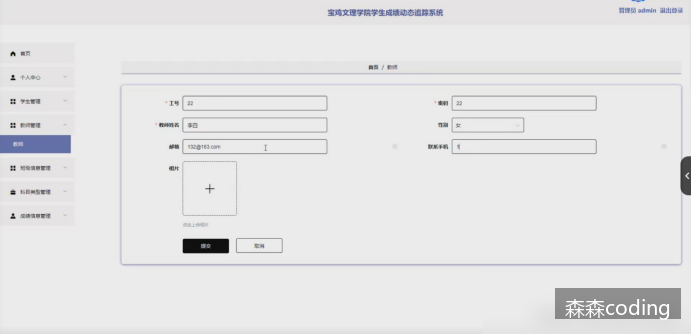 宝鸡文理学院学生成绩动态追踪系统
管理员 admin 退出登录
首页
个人中心
学生管理
教师管理
教师
班级信息管理
科目类型管理
成绩信息管理
首页 / 教师
* 工号 22
* 密码 22
* 教师姓名 李四
性别 女
邮箱 132@163.com
联系手机 1
相片
+
点击上传相片
提交 取消
森森coding